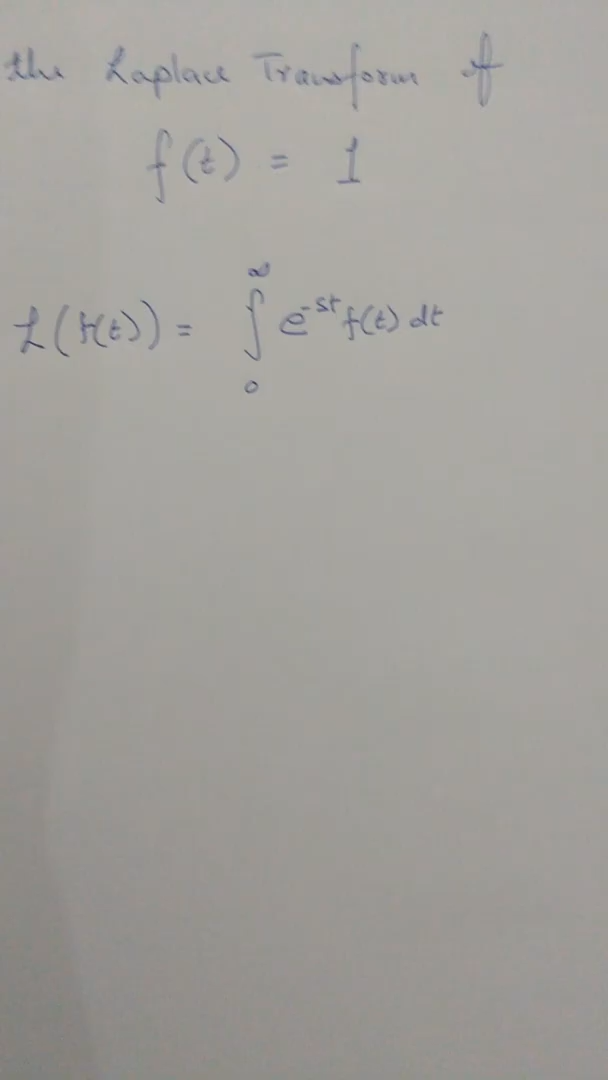 the Laplace Transform of
f(t) = 1
L(f(t)) = ∫₀^∞ e^-st f(t) dt